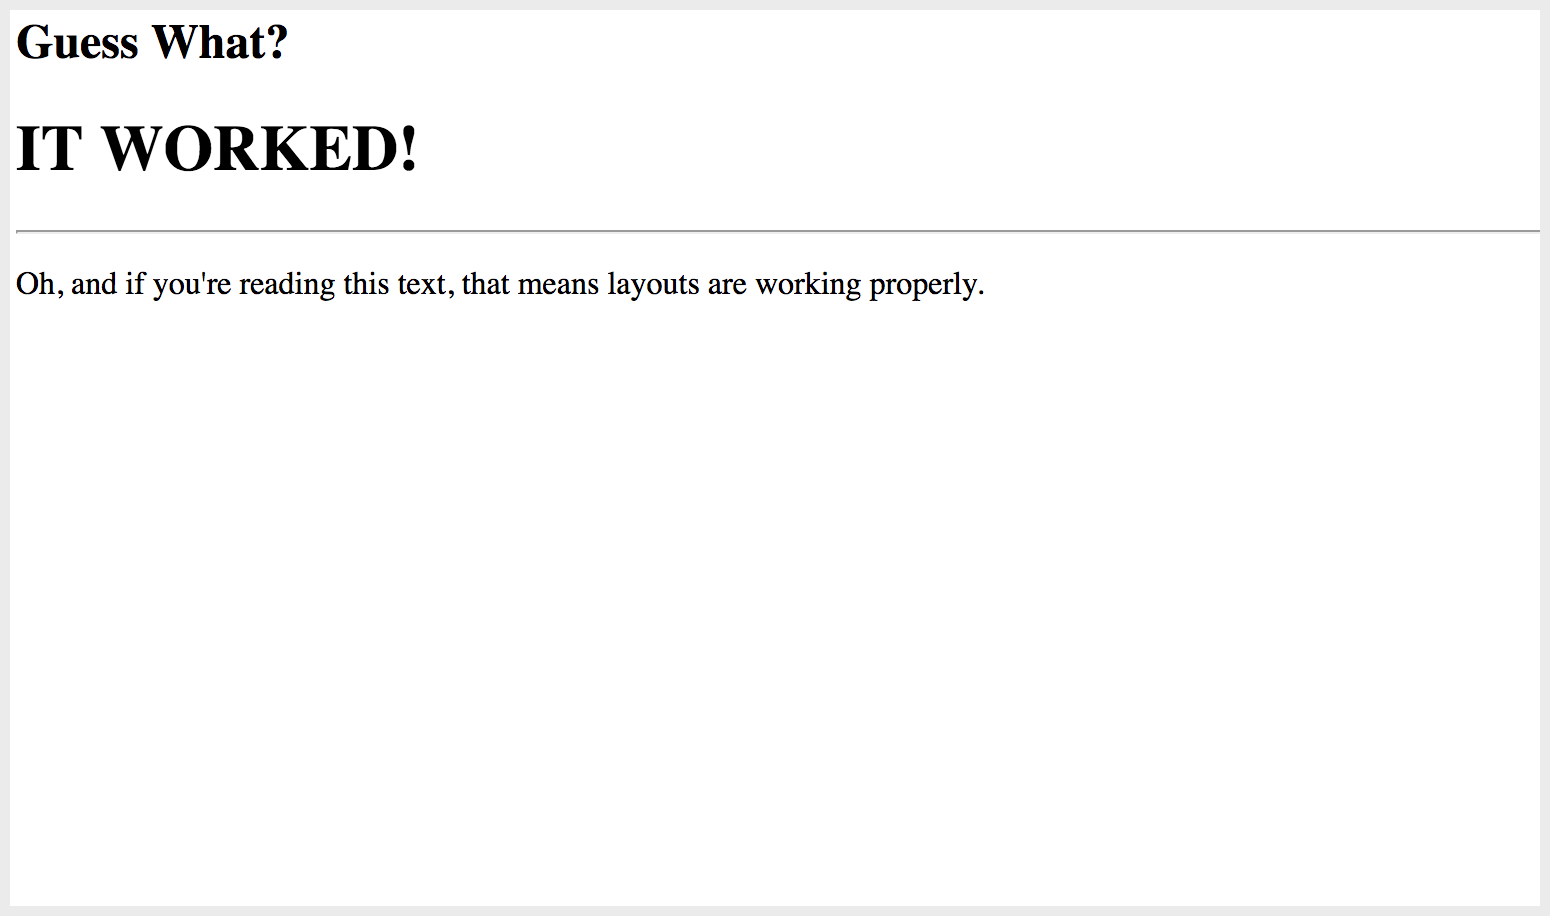 Guess What?
IT WORKED!
Oh, and if you're reading this text, that means layouts are working properly.